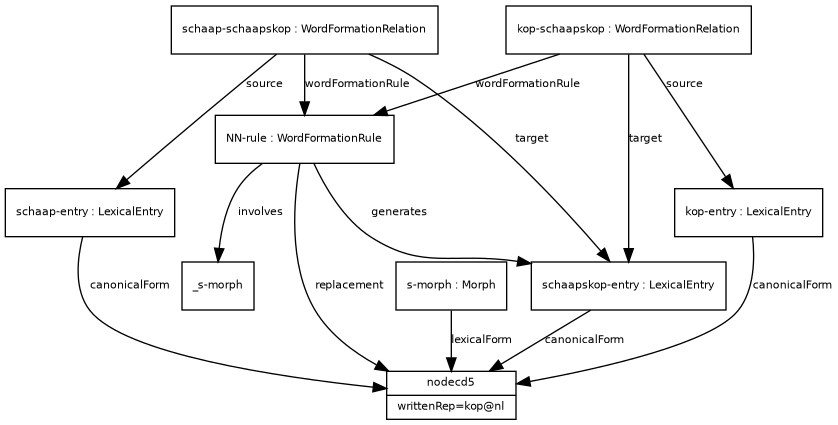 schaap-schaapskop : WordFormationRelation
kop-schaapskop : WordFormationRelation
source
wordFormationRule
wordFormationRule
source
NN-rule : WordFormationRule
target
target
schaap-entry : LexicalEntry
involves
generates
kop-entry : LexicalEntry
canonicalForm
_s-morph
replacement
s-morph : Morph
schaapskop-entry : LexicalEntry
canonicalForm
lexicalForm
canonicalForm
nodecd5
writtenRep=kop@nl